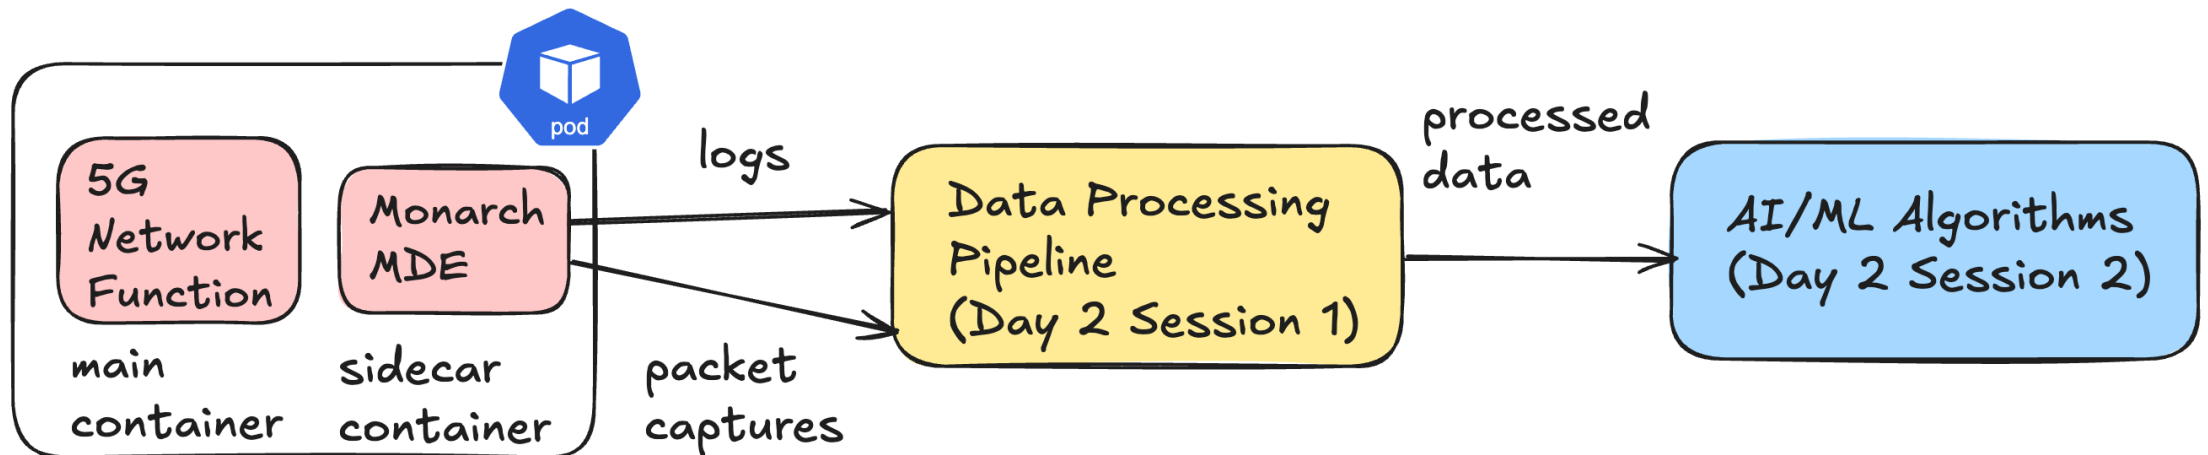 pod
5G
Network
Function
Monarch
MDE
main
container
sidecar
container
logs
packet
captures
Data Processing
Pipeline
(Day 2 Session 1)
processed
data
AI/ML Algorithms
(Day 2 Session 2)